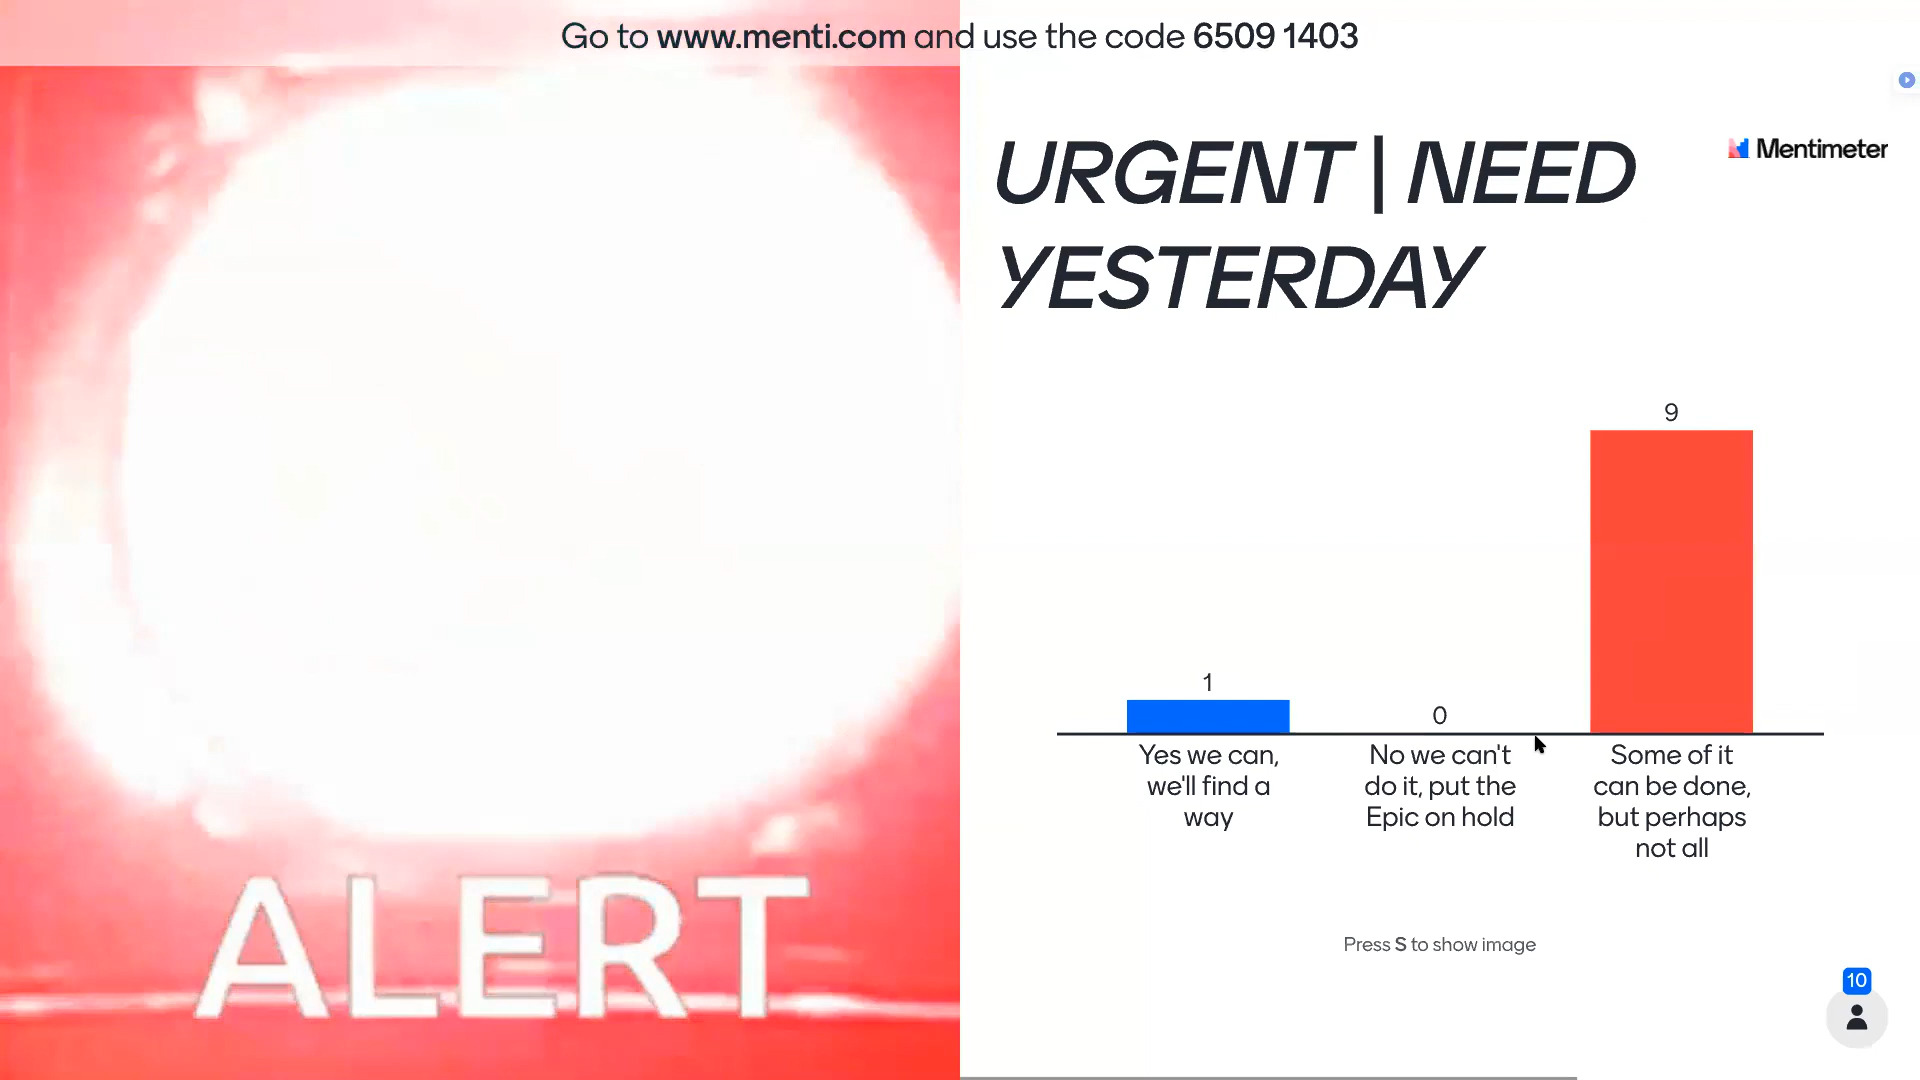 Go to www.menti.com and use the code 6509 1403
URGENT | NEED
YESTERDAY
Mentimeter
9
1
0
Yes we can,
we'll find a
way
No we can't
do it, put the
Epic on hold
Some of it
can be done,
but perhaps
not all
Press S to show image
10
ALERT